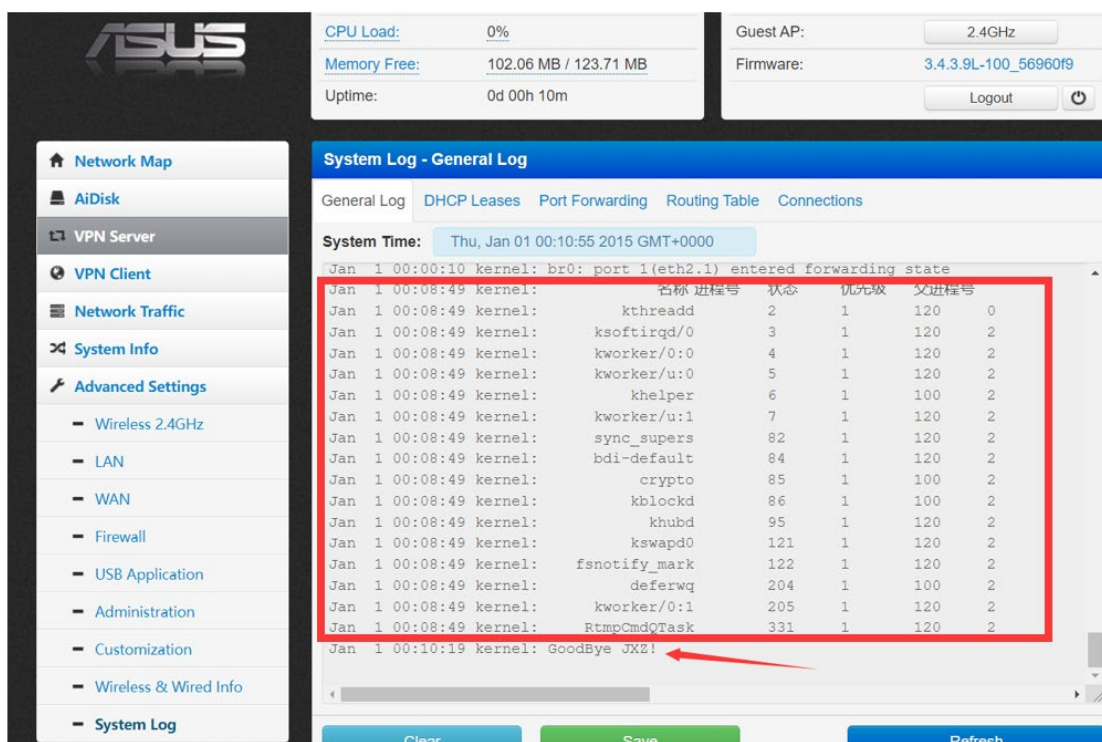 ASUS
CPU Load: 0%
Memory Free: 102.06 MB / 123.71 MB
Uptime: 0d 00h 10m
Guest AP: 2.4GHz
Firmware: 3.4.3.9L-100_56960f9
Logout
Network Map
AiDisk
VPN Server
VPN Client
Network Traffic
System Info
Advanced Settings
Wireless 2.4GHz
LAN
WAN
Firewall
USB Application
Administration
Customization
Wireless & Wired Info
System Log
System Log - General Log
General Log DHCP Leases Port Forwarding Routing Table Connections
System Time: Thu, Jan 01 00:10:55 2015 GMT+0000
Jan 1 00:00:10 kernel: br0: port 1(eth2.1) entered forwarding state
Jan 1 00:08:49 kernel: 名称 进程号 状态 优先级 父进程号
Jan 1 00:08:49 kernel: kthreadd 2 1 120 0
Jan 1 00:08:49 kernel: ksoftirqd/0 3 1 120 2
Jan 1 00:08:49 kernel: kworker/0:0 4 1 120 2
Jan 1 00:08:49 kernel: kworker/u:0 5 1 120 2
Jan 1 00:08:49 kernel: khelper 6 1 100 2
Jan 1 00:08:49 kernel: kworker/u:1 7 1 120 2
Jan 1 00:08:49 kernel: sync_supers 82 1 120 2
Jan 1 00:08:49 kernel: bdi-default 84 1 120 2
Jan 1 00:08:49 kernel: crypto 85 1 100 2
Jan 1 00:08:49 kernel: kblockd 86 1 100 2
Jan 1 00:08:49 kernel: khubd 95 1 120 2
Jan 1 00:08:49 kernel: kswapd0 121 1 120 2
Jan 1 00:08:49 kernel: fsnotify_mark 122 1 120 2
Jan 1 00:08:49 kernel: deferwq 204 1 100 2
Jan 1 00:08:49 kernel: kworker/0:1 205 1 120 2
Jan 1 00:08:49 kernel: RtmpCmdQTask 331 1 120 2
Jan 1 00:10:19 kernel: GoodBye JXZ!
Clear Save Refresh